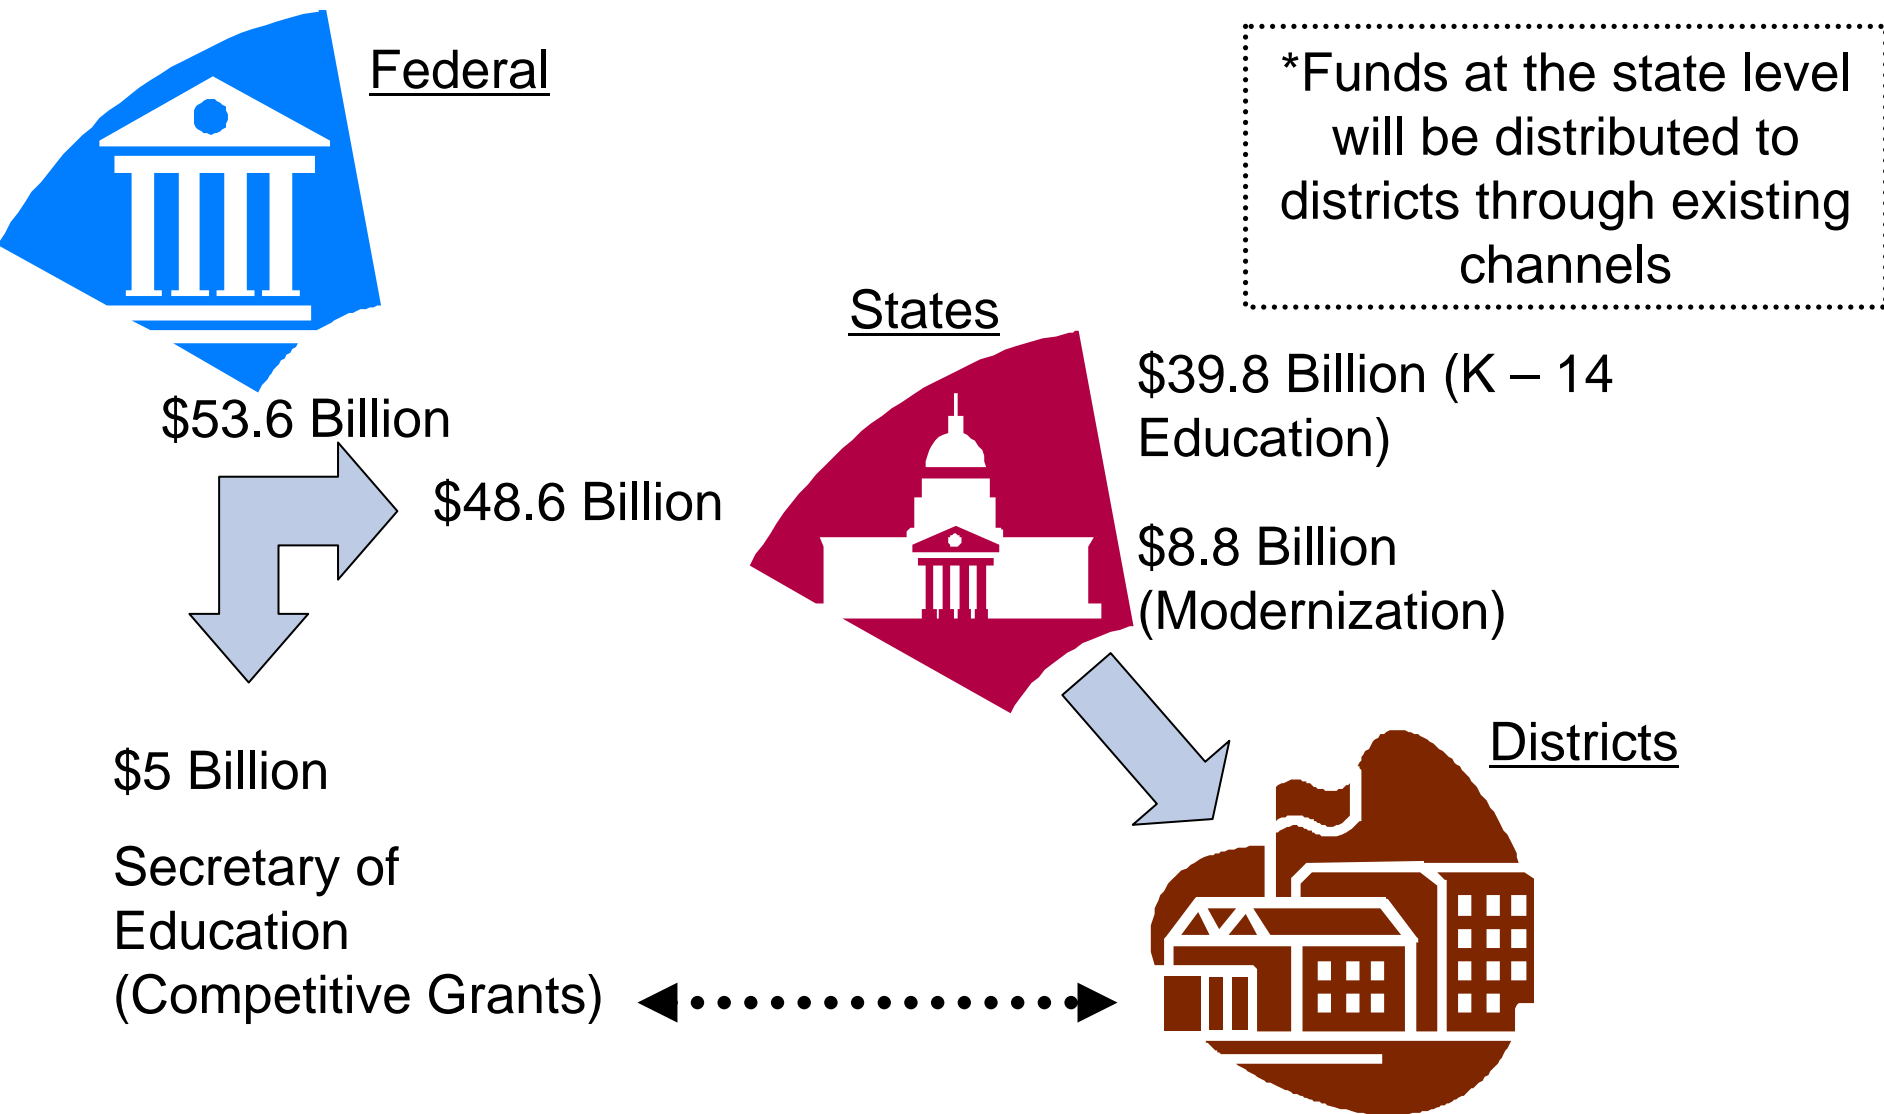 Federal
*Funds at the state level
will be distributed to
districts through existing
channels
$53.6 Billion
$48.6 Billion
States
$39.8 Billion (K – 14
Education)
$8.8 Billion
(Modernization)
Districts
$5 Billion
Secretary of
Education
(Competitive Grants)